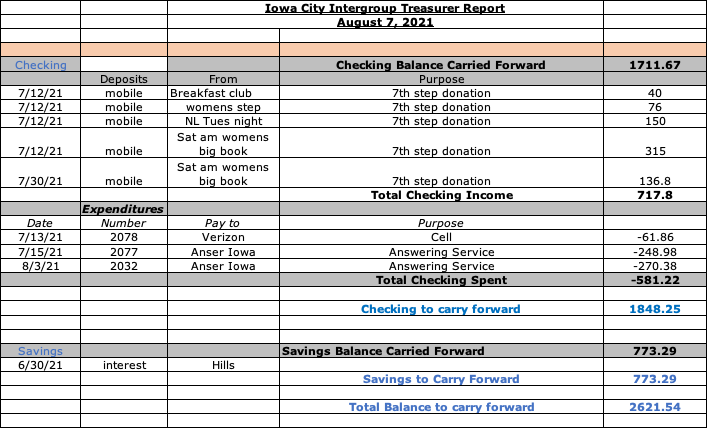 Iowa City Intergroup Treasurer Report
August 7, 2021
Checking Checking Balance Carried Forward 1711.67
Deposits From Purpose
7/12/21 mobile Breakfast club 7th step donation 40
7/12/21 mobile womens step 7th step donation 76
7/12/21 mobile NL Tues night 7th step donation 150
Sat am womens
7/12/21 mobile big book 7th step donation 315
Sat am womens
7/30/21 mobile big book 7th step donation 136.8
Total Checking Income 717.8
Expenditures
Date Number Pay to Purpose
7/13/21 2078 Verizon Cell -61.86
7/15/21 2077 Anser Iowa Answering Service -248.98
8/3/21 2032 Anser Iowa Answering Service -270.38
Total Checking Spent -581.22
Checking to carry forward 1848.25
Savings Savings Balance Carried Forward 773.29
6/30/21 interest Hills
Savings to Carry Forward 773.29
Total Balance to carry forward 2621.54